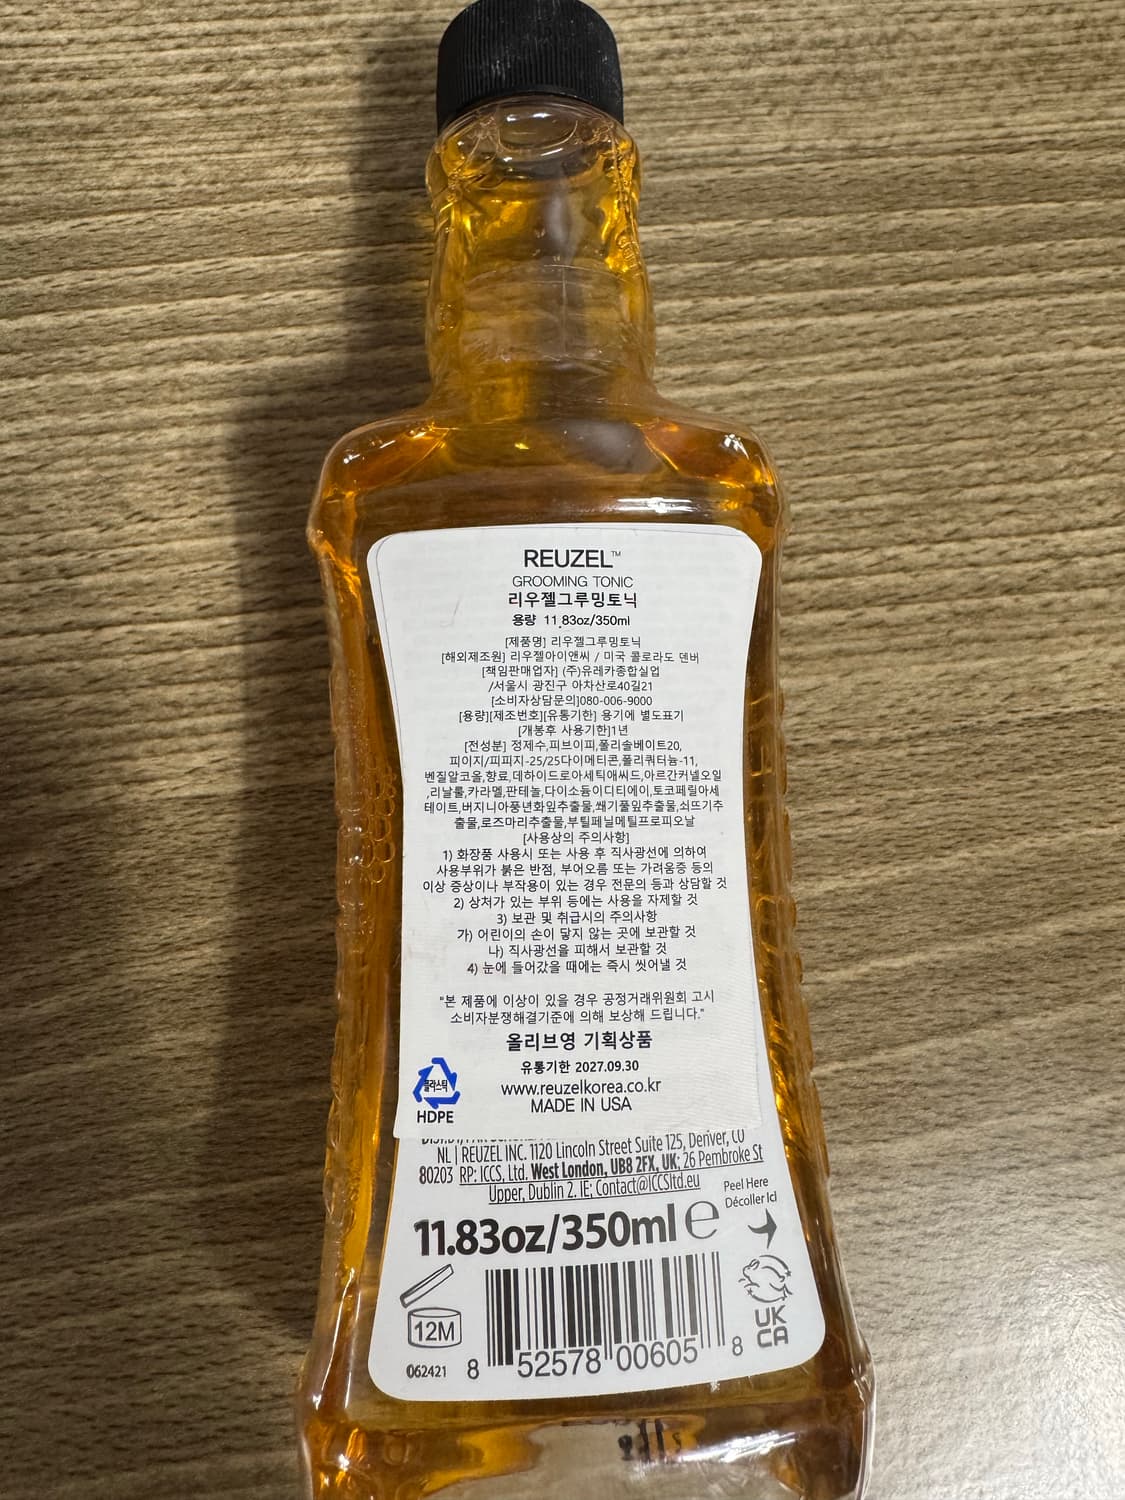 REUZEL™
GROOMING TONIC
리우젤그루밍토닉
용량 11.83oz/350ml
[제품명] 리우젤그루밍토닉
[해외제조원] 리우젤아이앤씨 / 미국 콜로라도 덴버
[책임판매업자] (주)유레카종합실업
/서울시 광진구 아차산로40길21
[소비자상담문의]080-006-9000
[용량][제조번호][유통기한] 용기에 별도표기
[개봉후 사용기한]1년
[전성분] 정제수,피브이피,폴리솔베이트20,
피이지/피피지-25/25다이메티콘,폴리쿼터늄-11,
벤질알코올,향료,데하이드로아세틱애씨드,아르간커넬오일
,리날룰,카라멜,판테놀,다이소듐이디티에이,토코페릴아세
테이트,버지니아풍년화잎추출물,쐐기풀잎추출물,쇠뜨기추
출물,로즈마리추출물,부틸페닐메틸프로피오날
[사용상의 주의사항]
1) 화장품 사용시 또는 사용 후 직사광선에 의하여
사용부위가 붉은 반점, 부어오름 또는 가려움증 등의
이상 증상이나 부작용이 있는 경우 전문의 등과 상담할 것
2) 상처가 있는 부위 등에는 사용을 자제할 것
3) 보관 및 취급시의 주의사항
가) 어린이의 손이 닿지 않는 곳에 보관할 것
나) 직사광선을 피해서 보관할 것
4) 눈에 들어갔을 때에는 즉시 씻어낼 것
"본 제품에 이상이 있을 경우 공정거래위원회 고시
소비자분쟁해결기준에 의해 보상해 드립니다."
올리브영 기획상품
유통기한 2027.09.30
플라스틱
HDPE
www.reuzelkorea.co.kr
MADE IN USA
NL | REUZEL INC. 1120 Lincoln Street Suite 125, Denver, CO
80203 RP: ICCS, Ltd. West London, UB8 2FX, UK; 26 Pembroke St
Upper, Dublin 2. IE; Contact@ICCSltd.eu
Peel Here
Décoller Ici
11.83oz/350ml ℮
12M
062421
8 52578 00605 8
UK
CA